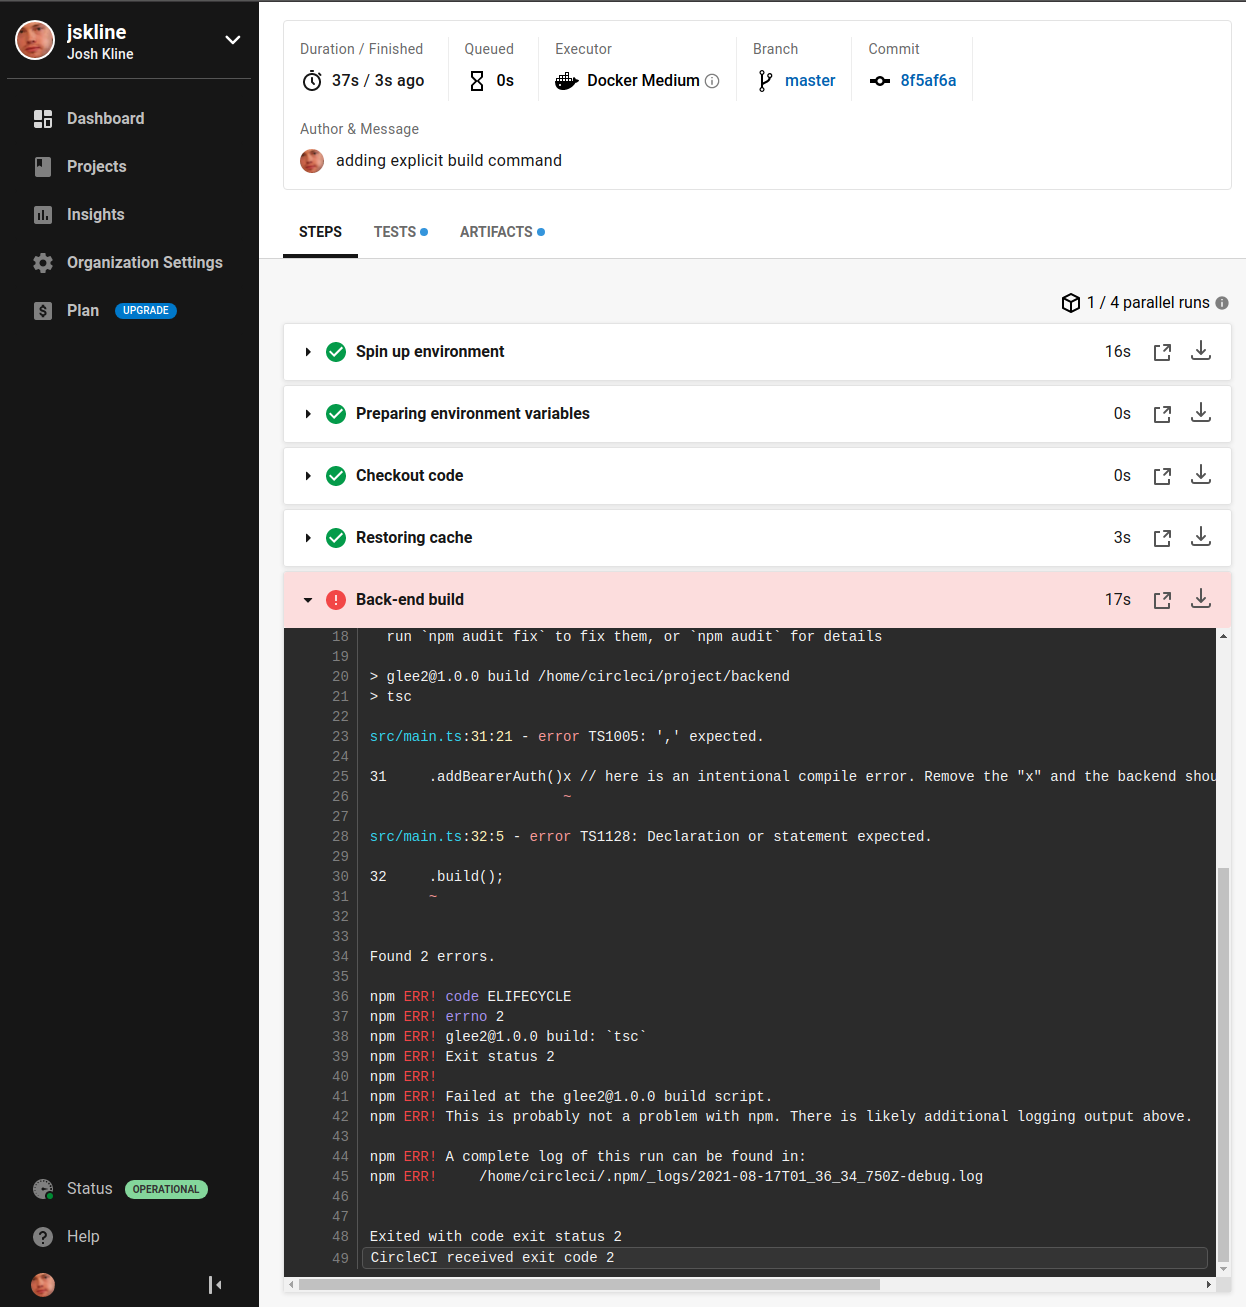 jskline
Josh Kline
Dashboard
Projects
Insights
Organization Settings
Plan UPGRADE
Status OPERATIONAL
Help
Duration / Finished Queued Executor Branch Commit
37s / 3s ago 0s Docker Medium master 8f5af6a
Author & Message
adding explicit build command
STEPS TESTS ARTIFACTS
1 / 4 parallel runs
Spin up environment 16s
Preparing environment variables 0s
Checkout code 0s
Restoring cache 3s
Back-end build 17s
18 run `npm audit fix` to fix them, or `npm audit` for details
19
20 > glee2@1.0.0 build /home/circleci/project/backend
21 > tsc
22
23 src/main.ts:31:21 - error TS1005: ',' expected.
24
25 31 .addBearerAuth()x // here is an intentional compile error. Remove the "x" and the backend shou
26 ~
27
28 src/main.ts:32:5 - error TS1128: Declaration or statement expected.
29
30 32 .build();
31 ~
32
33
34 Found 2 errors.
35
36 npm ERR! code ELIFECYCLE
37 npm ERR! errno 2
38 npm ERR! glee2@1.0.0 build: `tsc`
39 npm ERR! Exit status 2
40 npm ERR!
41 npm ERR! Failed at the glee2@1.0.0 build script.
42 npm ERR! This is probably not a problem with npm. There is likely additional logging output above.
43
44 npm ERR! A complete log of this run can be found in:
45 npm ERR! /home/circleci/.npm/_logs/2021-08-17T01_36_34_750Z-debug.log
46
47
48 Exited with code exit status 2
49 CircleCI received exit code 2